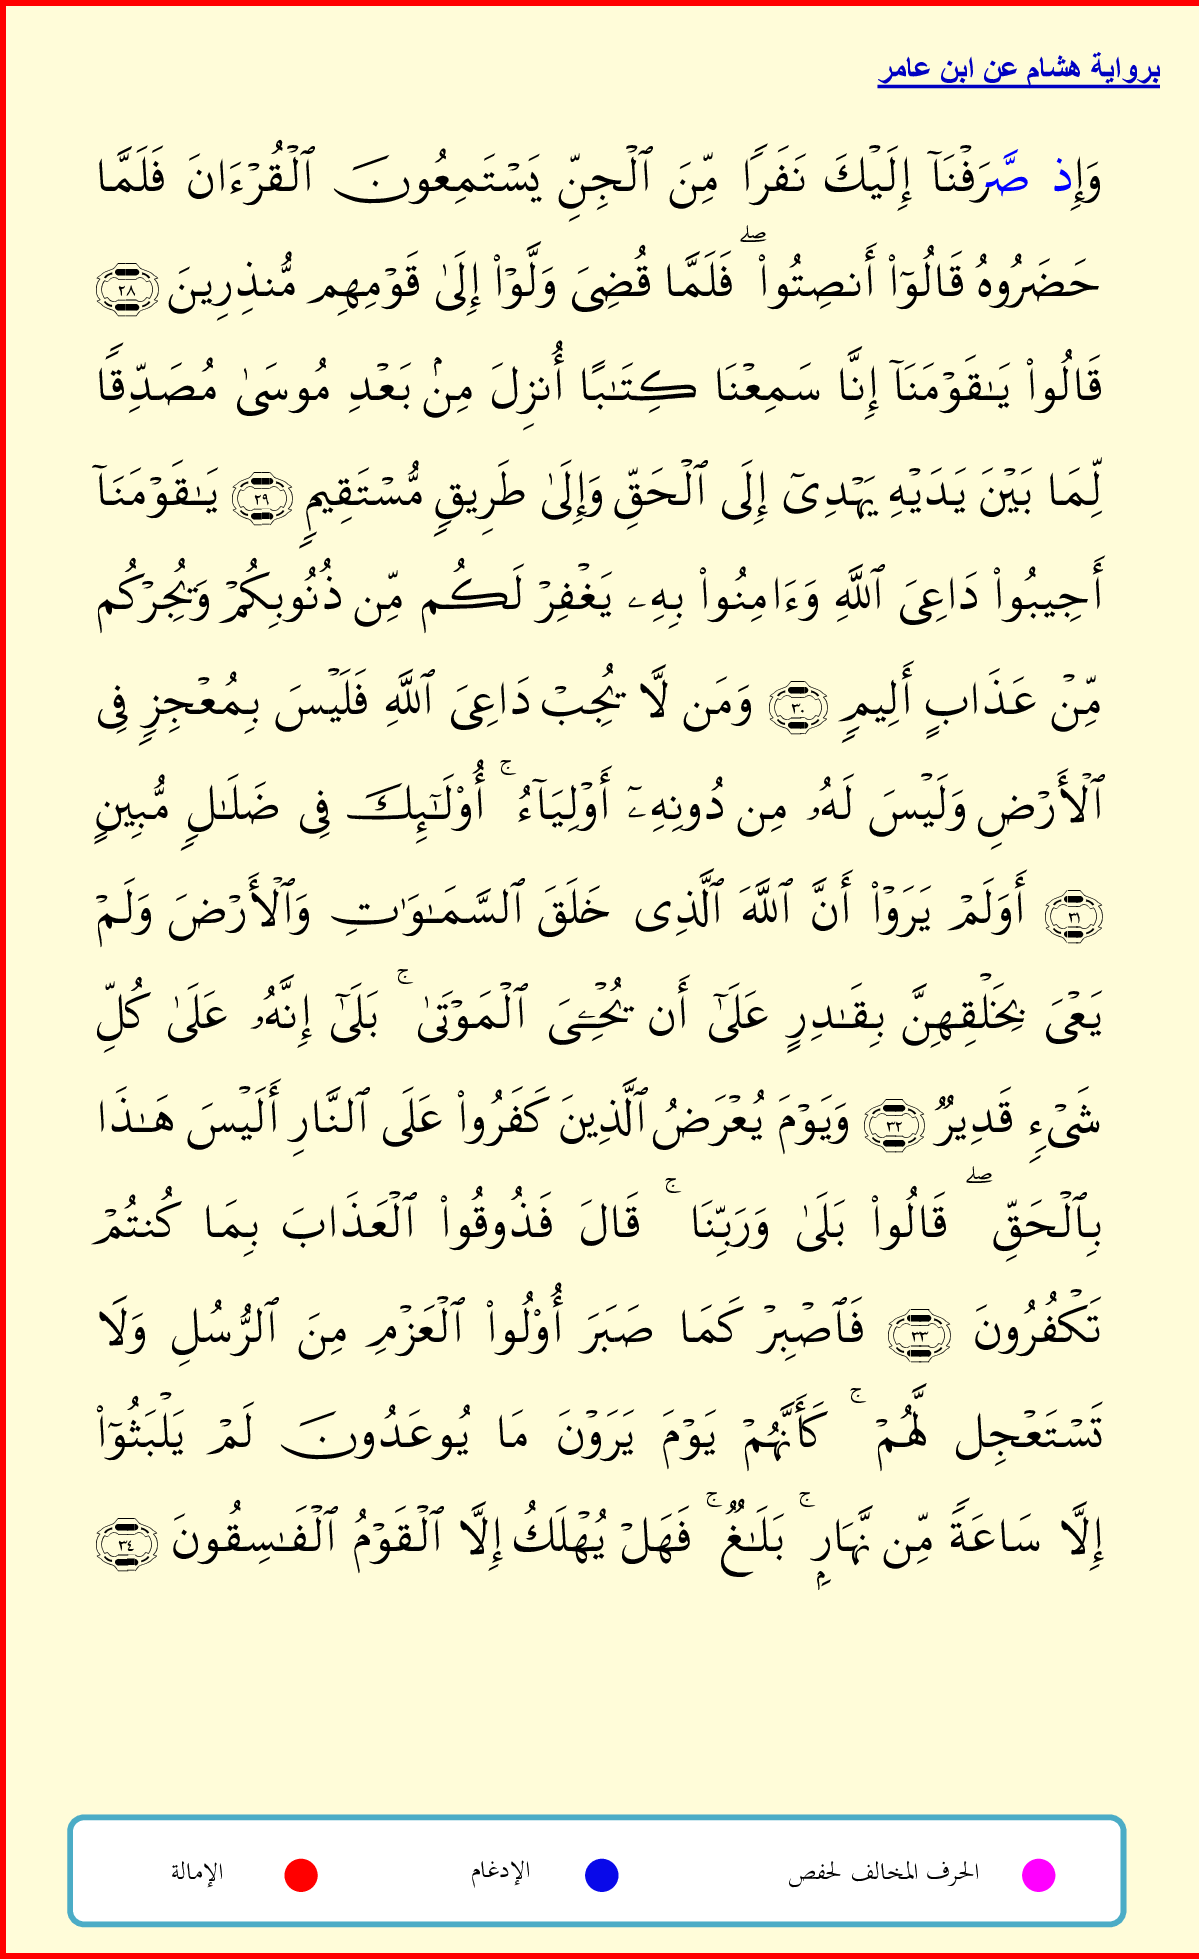 برواية هشام عن ابن عامر
وَإِذ صَّرَفْنَآ إِلَيْكَ نَفَرًا مِّنَ ٱلْجِنِّ يَسْتَمِعُونَ ٱلْقُرْءَانَ فَلَمَّا
حَضَرُوهُ قَالُوٓا۟ أَنصِتُوا۟ ۖ فَلَمَّا قُضِىَ وَلَّوْا۟ إِلَىٰ قَوْمِهِم مُّنذِرِينَ ٢٨
قَالُوا۟ يَـٰقَوْمَنَآ إِنَّا سَمِعْنَا كِتَـٰبًا أُنزِلَ مِنۢ بَعْدِ مُوسَىٰ مُصَدِّقًا
لِّمَا بَيْنَ يَدَيْهِ يَهْدِىٓ إِلَى ٱلْحَقِّ وَإِلَىٰ طَرِيقٍ مُّسْتَقِيمٍ ٢٩ يَـٰقَوْمَنَآ
أَجِيبُوا۟ دَاعِىَ ٱللَّهِ وَءَامِنُوا۟ بِهِۦ يَغْفِرْ لَكُم مِّن ذُنُوبِكُمْ وَيُجِرْكُم
مِّنْ عَذَابٍ أَلِيمٍ ٣٠ وَمَن لَّا يُجِبْ دَاعِىَ ٱللَّهِ فَلَيْسَ بِمُعْجِزٍ فِى
ٱلْأَرْضِ وَلَيْسَ لَهُۥ مِن دُونِهِۦٓ أَوْلِيَآءُ ۚ أُو۟لَـٰٓئِكَ فِى ضَلَـٰلٍ مُّبِينٍ
٣١ أَوَلَمْ يَرَوْا۟ أَنَّ ٱللَّهَ ٱلَّذِى خَلَقَ ٱلسَّمَـٰوَٰتِ وَٱلْأَرْضَ وَلَمْ
يَعْىَ بِخَلْقِهِنَّ بِقَـٰدِرٍ عَلَىٰٓ أَن يُحْـِۧىَ ٱلْمَوْتَىٰ ۚ بَلَىٰٓ إِنَّهُۥ عَلَىٰ كُلِّ
شَىْءٍ قَدِيرٌ ٣٢ وَيَوْمَ يُعْرَضُ ٱلَّذِينَ كَفَرُوا۟ عَلَى ٱلنَّارِ أَلَيْسَ هَـٰذَا
بِٱلْحَقِّ ۖ قَالُوا۟ بَلَىٰ وَرَبِّنَا ۚ قَالَ فَذُوقُوا۟ ٱلْعَذَابَ بِمَا كُنتُمْ
تَكْفُرُونَ ٣٣ فَٱصْبِرْ كَمَا صَبَرَ أُو۟لُوا۟ ٱلْعَزْمِ مِنَ ٱلرُّسُلِ وَلَا
تَسْتَعْجِل لَّهُمْ ۚ كَأَنَّهُمْ يَوْمَ يَرَوْنَ مَا يُوعَدُونَ لَمْ يَلْبَثُوٓا۟
إِلَّا سَاعَةً مِّن نَّهَارٍۭ ۚ بَلَـٰغٌ ۚ فَهَلْ يُهْلَكُ إِلَّا ٱلْقَوْمُ ٱلْفَـٰسِقُونَ ٣٤
الحرف المخالف لحفص الإدغام الإمالة